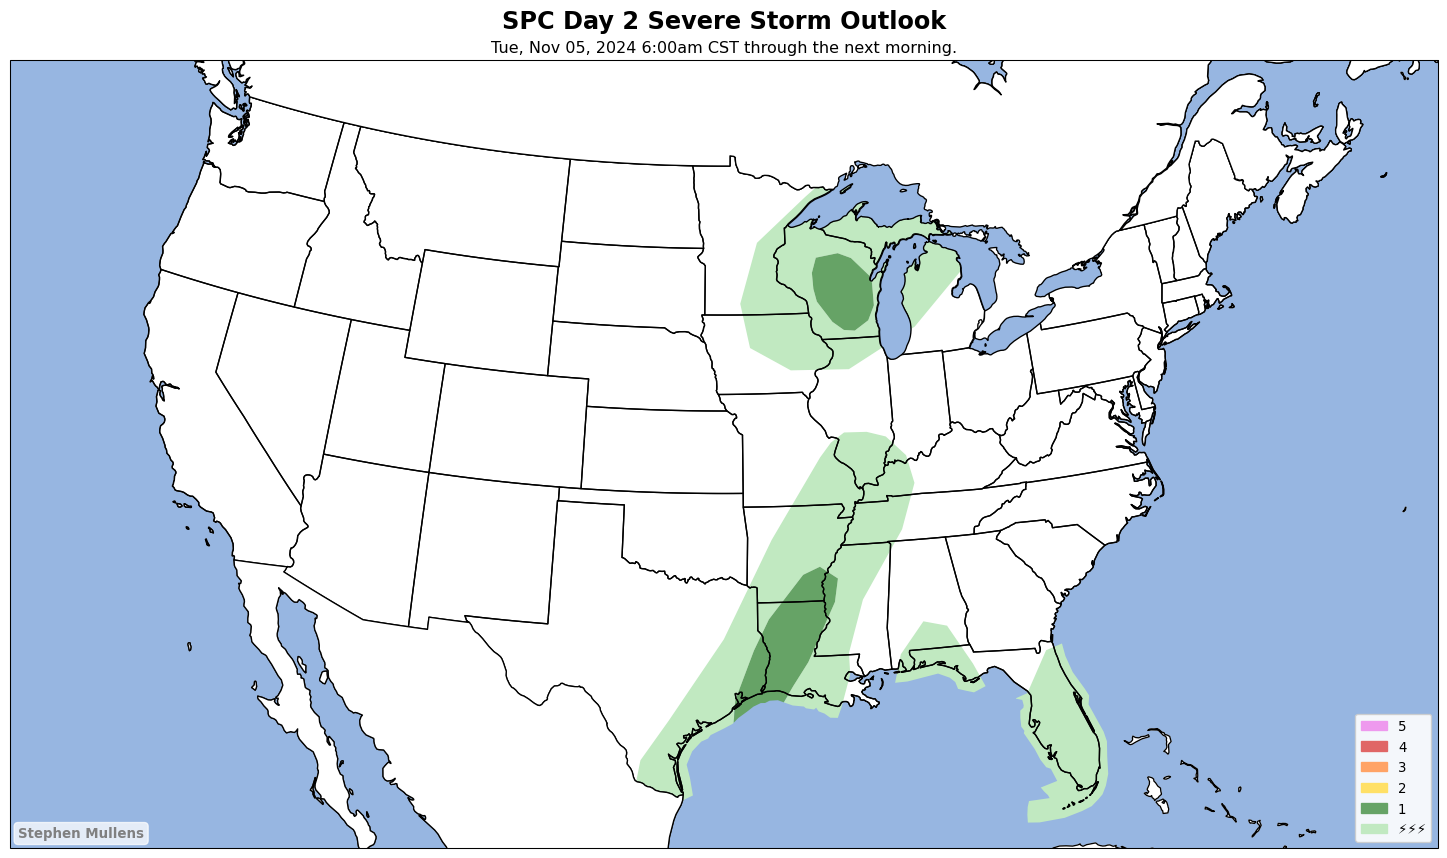 SPC Day 2 Severe Storm Outlook
Tue, Nov 05, 2024 6:00am CST through the next morning.
5
4
3
2
1
⚡⚡⚡
Stephen Mullens